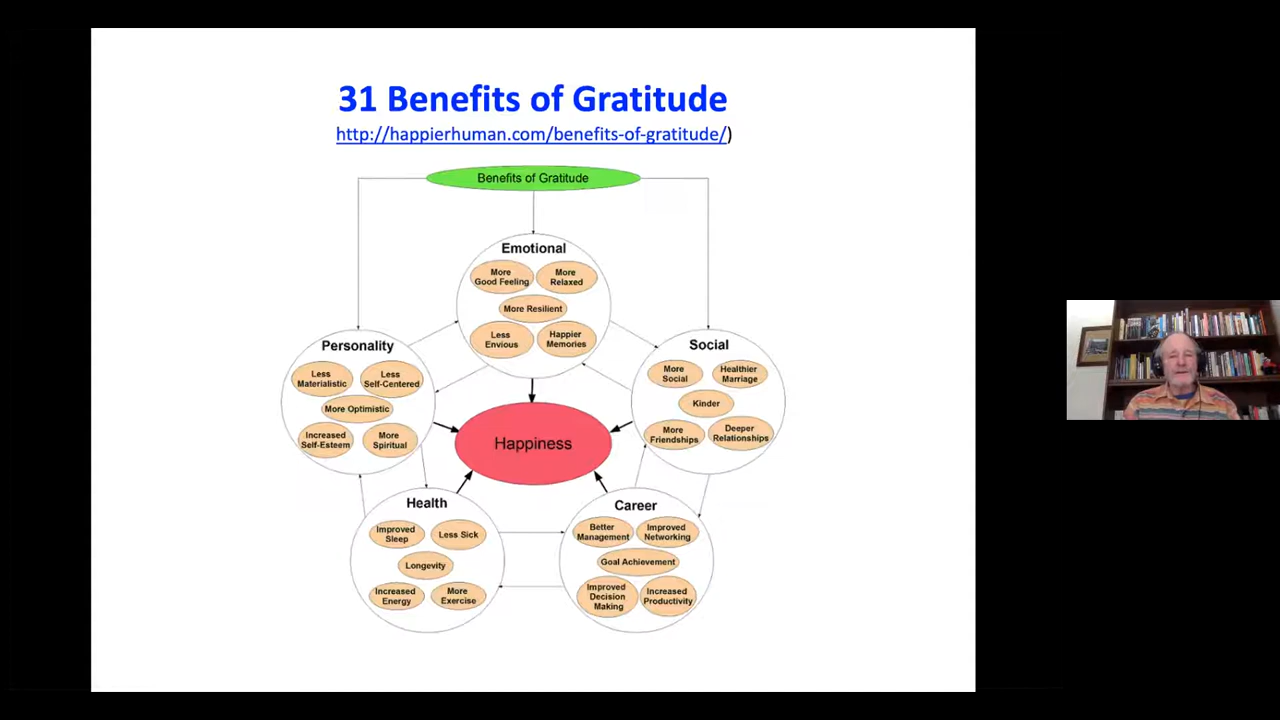 31 Benefits of Gratitude
http://happierhuman.com/benefits-of-gratitude/)
Benefits of Gratitude
Emotional
More
Good Feeling
More
Relaxed
More Resilient
Less
Envious
Happier
Memories
Personality
Less
Materialistic
Less
Self-Centered
More Optimistic
Increased
Self-Esteem
More
Spiritual
Social
More
Social
Healthier
Marriage
Kinder
More
Friendships
Deeper
Relationships
Happiness
Health
Improved
Sleep
Less Sick
Longevity
Increased
Energy
More
Exercise
Career
Better
Management
Improved
Networking
Goal Achievement
Improved
Decision
Making
Increased
Productivity